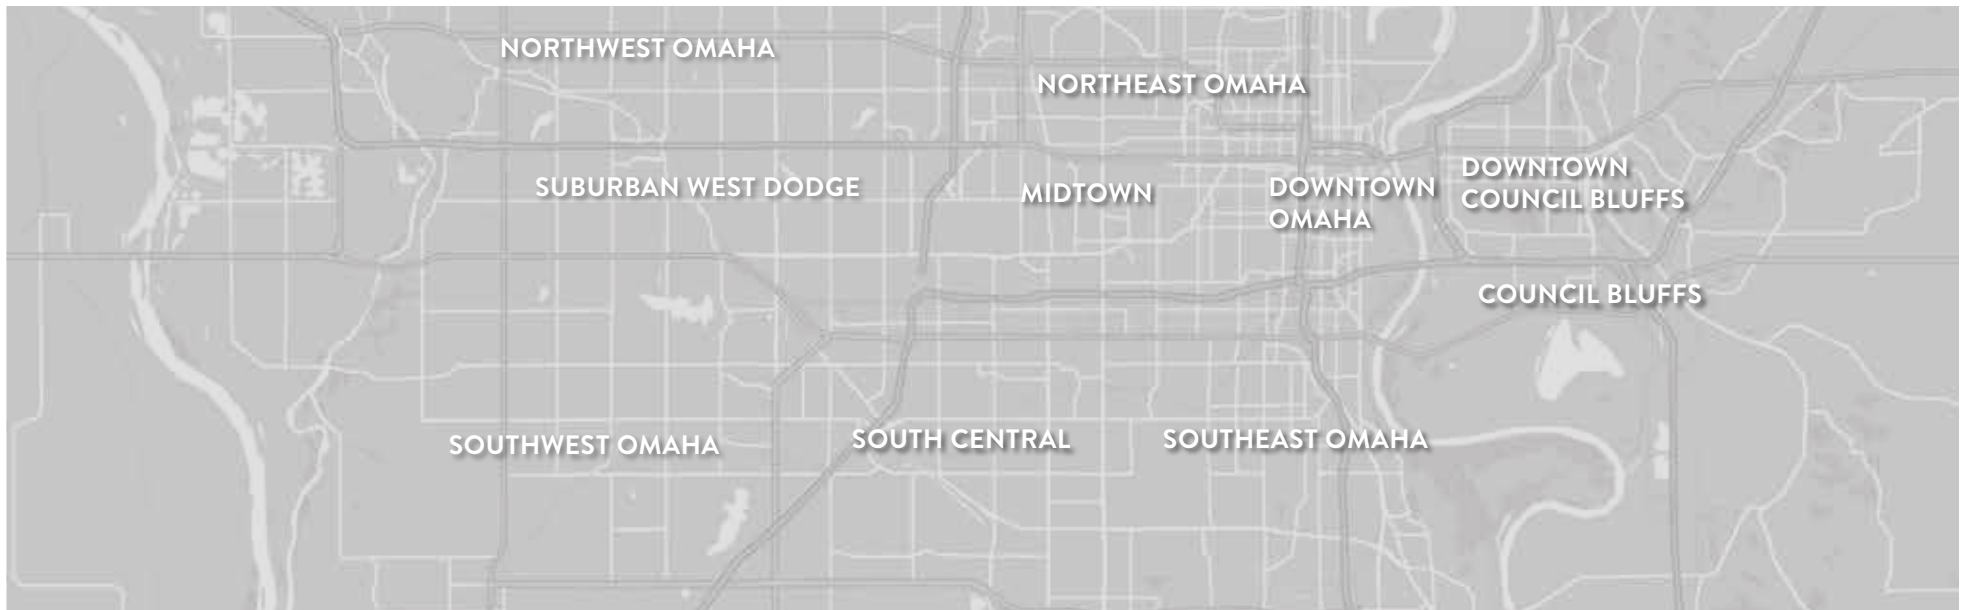 NORTHWEST OMAHA
NORTHEAST OMAHA
SUBURBAN WEST DODGE
MIDTOWN
DOWNTOWN
OMAHA
DOWNTOWN
COUNCIL BLUFFS
COUNCIL BLUFFS
SOUTHWEST OMAHA
SOUTH CENTRAL
SOUTHEAST OMAHA